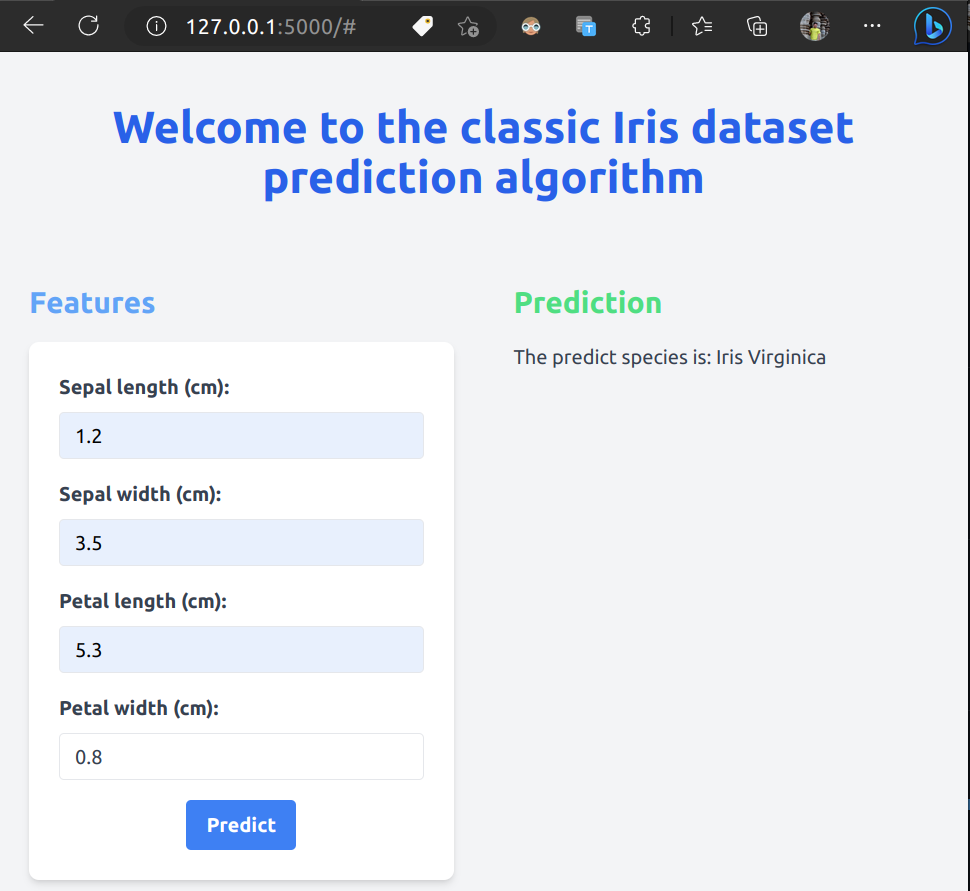 127.0.0.1:5000/#
Welcome to the classic Iris dataset
prediction algorithm
Features
Prediction
The predict species is: Iris Virginica
Sepal length (cm):
1.2
Sepal width (cm):
3.5
Petal length (cm):
5.3
Petal width (cm):
0.8
Predict